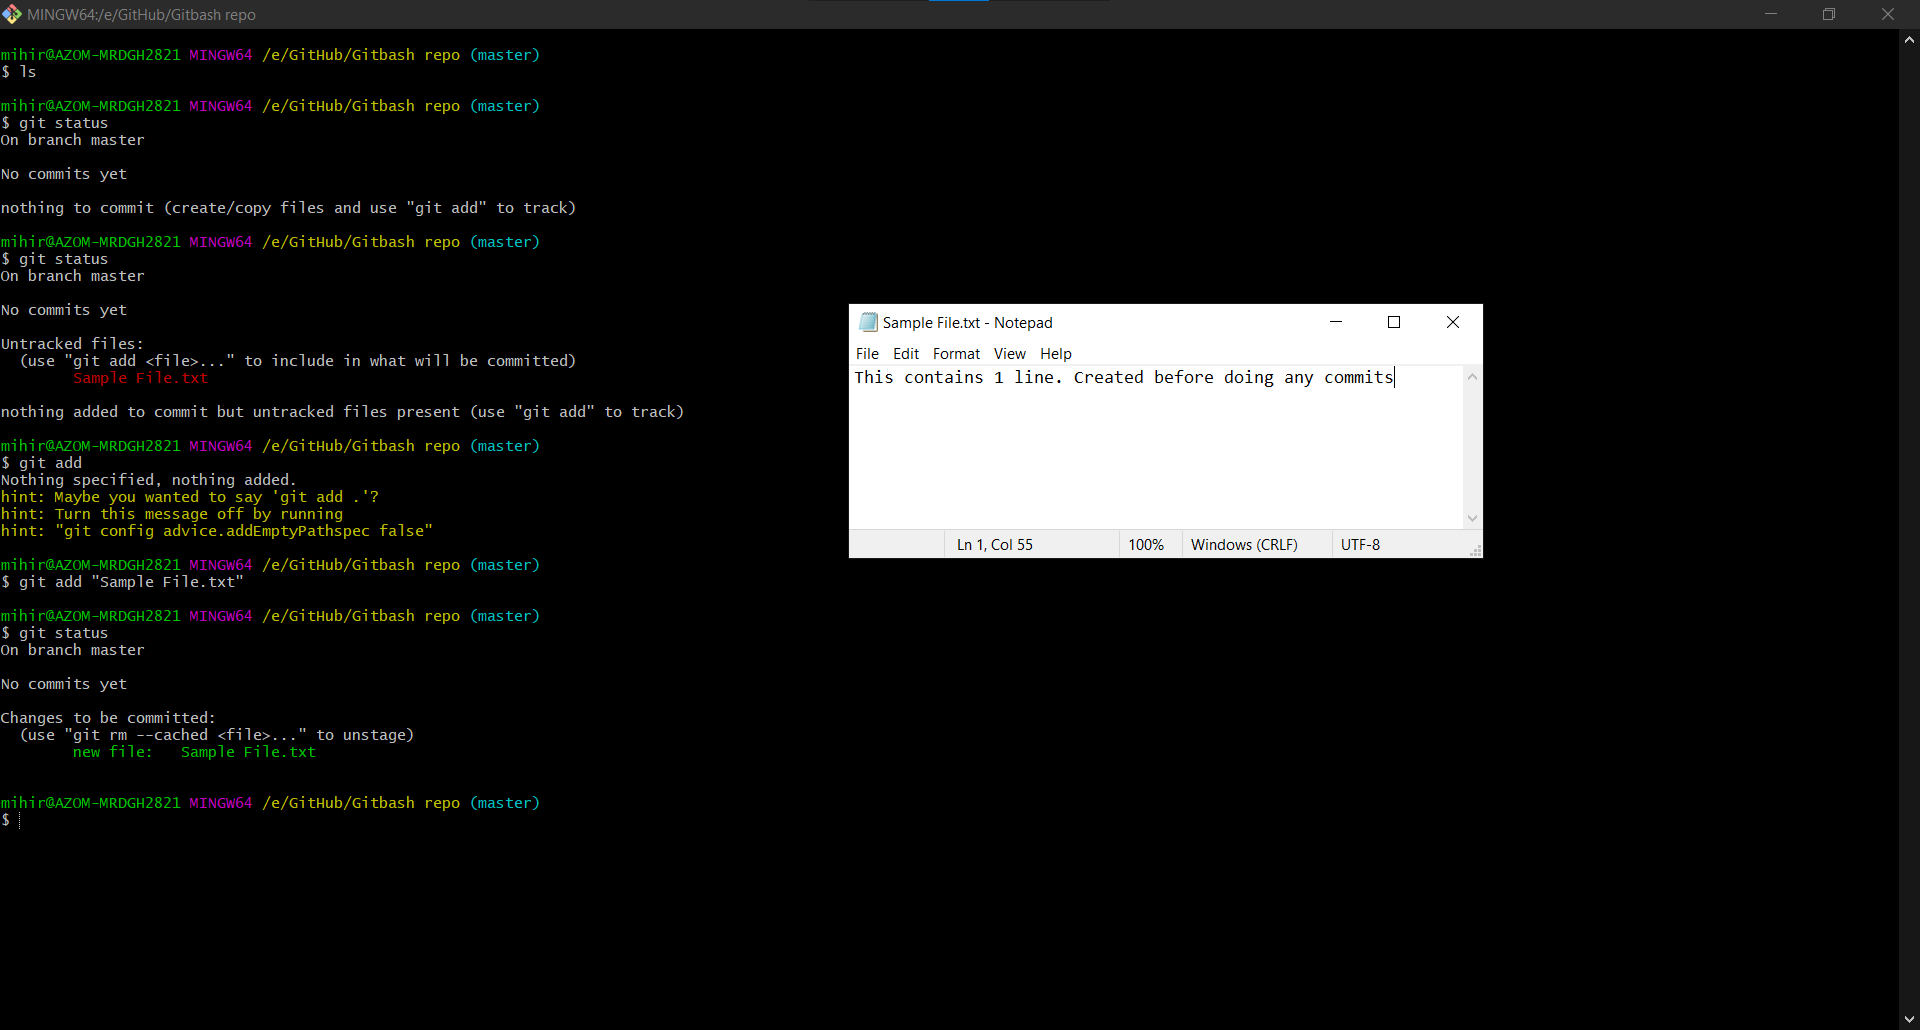 MINGW64:/e/GitHub/Gitbash repo
mihir@AZOM-MRDGH2821 MINGW64 /e/GitHub/Gitbash repo (master)
$ ls
mihir@AZOM-MRDGH2821 MINGW64 /e/GitHub/Gitbash repo (master)
$ git status
On branch master
No commits yet
nothing to commit (create/copy files and use "git add" to track)
mihir@AZOM-MRDGH2821 MINGW64 /e/GitHub/Gitbash repo (master)
$ git status
On branch master
No commits yet
Untracked files:
  (use "git add <file>..." to include in what will be committed)
        Sample File.txt
nothing added to commit but untracked files present (use "git add" to track)
mihir@AZOM-MRDGH2821 MINGW64 /e/GitHub/Gitbash repo (master)
$ git add
Nothing specified, nothing added.
hint: Maybe you wanted to say 'git add .'?
hint: Turn this message off by running
hint: "git config advice.addEmptyPathspec false"
mihir@AZOM-MRDGH2821 MINGW64 /e/GitHub/Gitbash repo (master)
$ git add "Sample File.txt"
mihir@AZOM-MRDGH2821 MINGW64 /e/GitHub/Gitbash repo (master)
$ git status
On branch master
No commits yet
Changes to be committed:
  (use "git rm --cached <file>..." to unstage)
        new file:   Sample File.txt
mihir@AZOM-MRDGH2821 MINGW64 /e/GitHub/Gitbash repo (master)
$
Sample File.txt - Notepad
File Edit Format View Help
This contains 1 line. Created before doing any commits
Ln 1, Col 55 100% Windows (CRLF) UTF-8